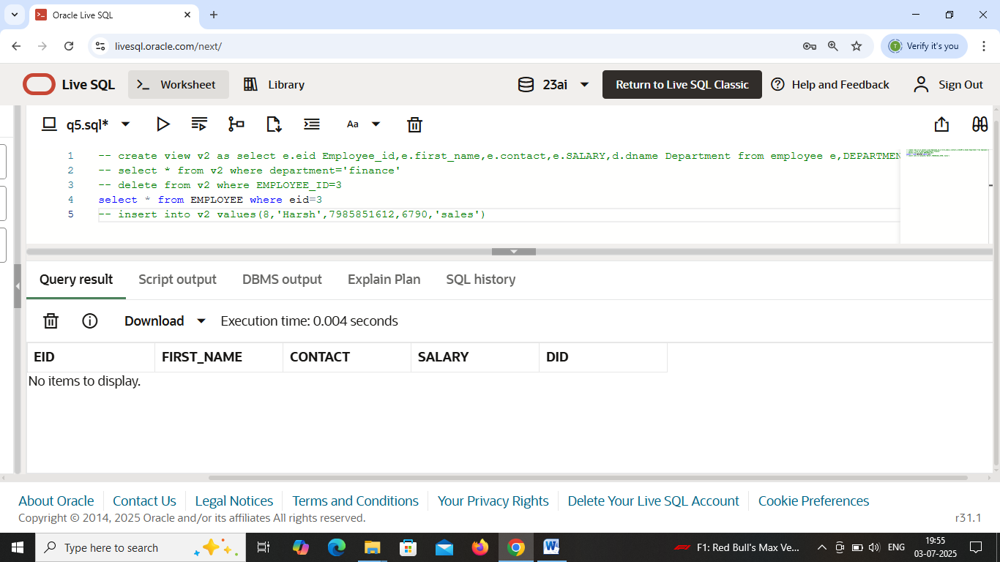 Oracle Live SQL
livesql.oracle.com/next/
Verify it's you
Live SQL
Worksheet
Library
23ai
Return to Live SQL Classic
Help and Feedback
Sign Out
q5.sql*
Aa
1 -- create view v2 as select e.eid Employee_id,e.first_name,e.contact,e.SALARY,d.dname Department from employee e,DEPARTMEN
2 -- select * from v2 where department='finance'
3 -- delete from v2 where EMPLOYEE_ID=3
4 select * from EMPLOYEE where eid=3
5 -- insert into v2 values(8,'Harsh',7985851612,6790,'sales')
Query result Script output DBMS output Explain Plan SQL history
Download Execution time: 0.004 seconds
EID FIRST_NAME CONTACT SALARY DID
No items to display.
About Oracle Contact Us Legal Notices Terms and Conditions Your Privacy Rights Delete Your Live SQL Account Cookie Preferences
Copyright © 2014, 2025 Oracle and/or its affiliates All rights reserved.
r31.1
Type here to search
F1: Red Bull's Max Ve...
ENG
19:55
03-07-2025